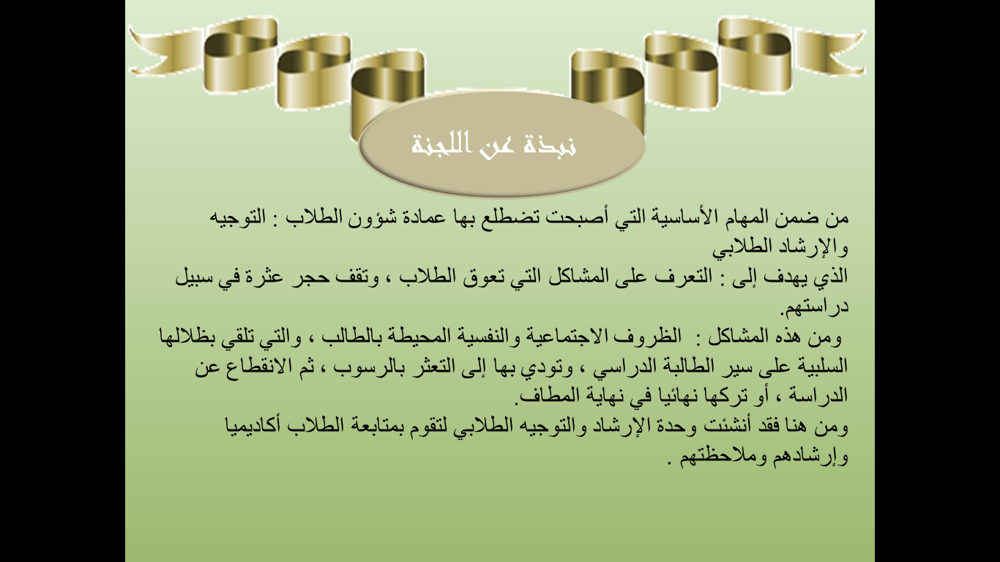 نبذة عن اللجنة
من ضمن المهام الأساسية التي أصبحت تضطلع بها عمادة شؤون الطلاب : التوجيه
والإرشاد الطلابي
الذي يهدف إلى : التعرف على المشاكل التي تعوق الطلاب ، وتقف حجر عثرة في سبيل
دراستهم.
ومن هذه المشاكل : الظروف الاجتماعية والنفسية المحيطة بالطالب ، والتي تلقي بظلالها
السلبية على سير الطالبة الدراسي ، وتودي بها إلى التعثر بالرسوب ، ثم الانقطاع عن
الدراسة ، أو تركها نهائيا في نهاية المطاف.
ومن هنا فقد أنشئت وحدة الإرشاد والتوجيه الطلابي لتقوم بمتابعة الطلاب أكاديميا
وإرشادهم وملاحظتهم .